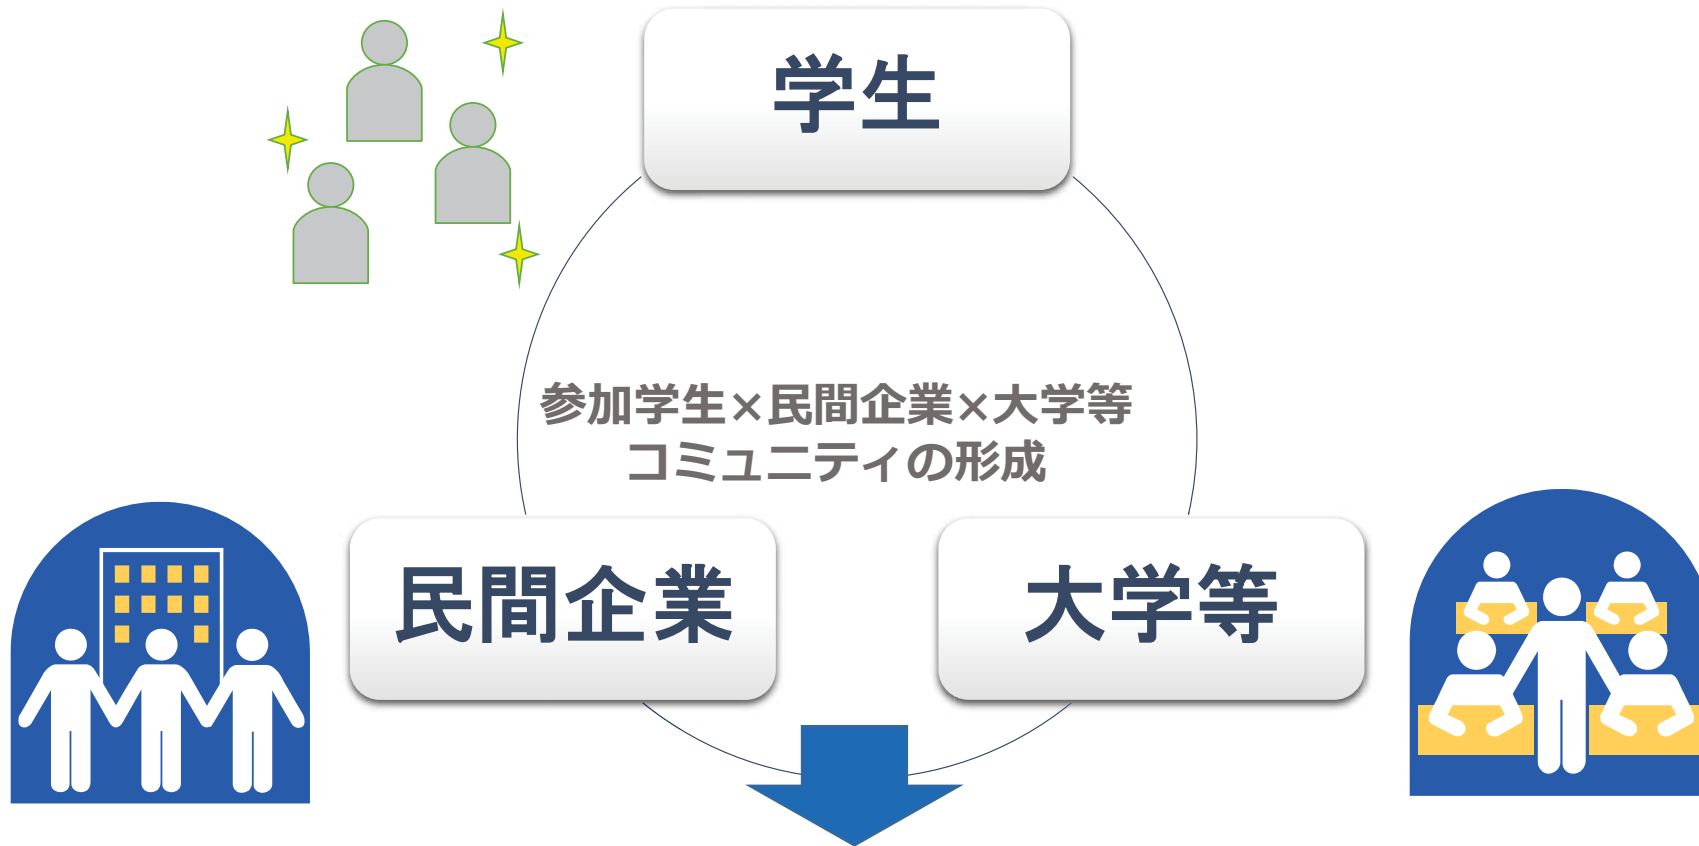 学生
参加学生×民間企業×大学等
コミュニティの形成
民間企業
大学等